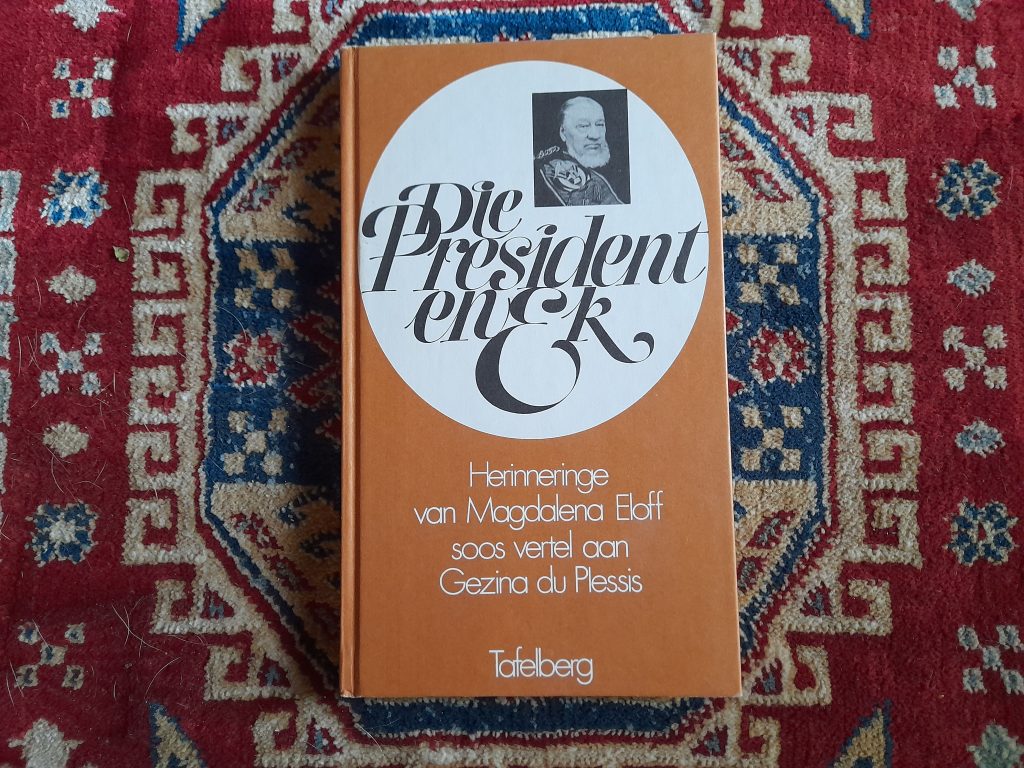 Die
President
en Ek
Herinneringe
van Magdalena Eloff
soos vertel aan
Gezina du Plessis
Tafelberg